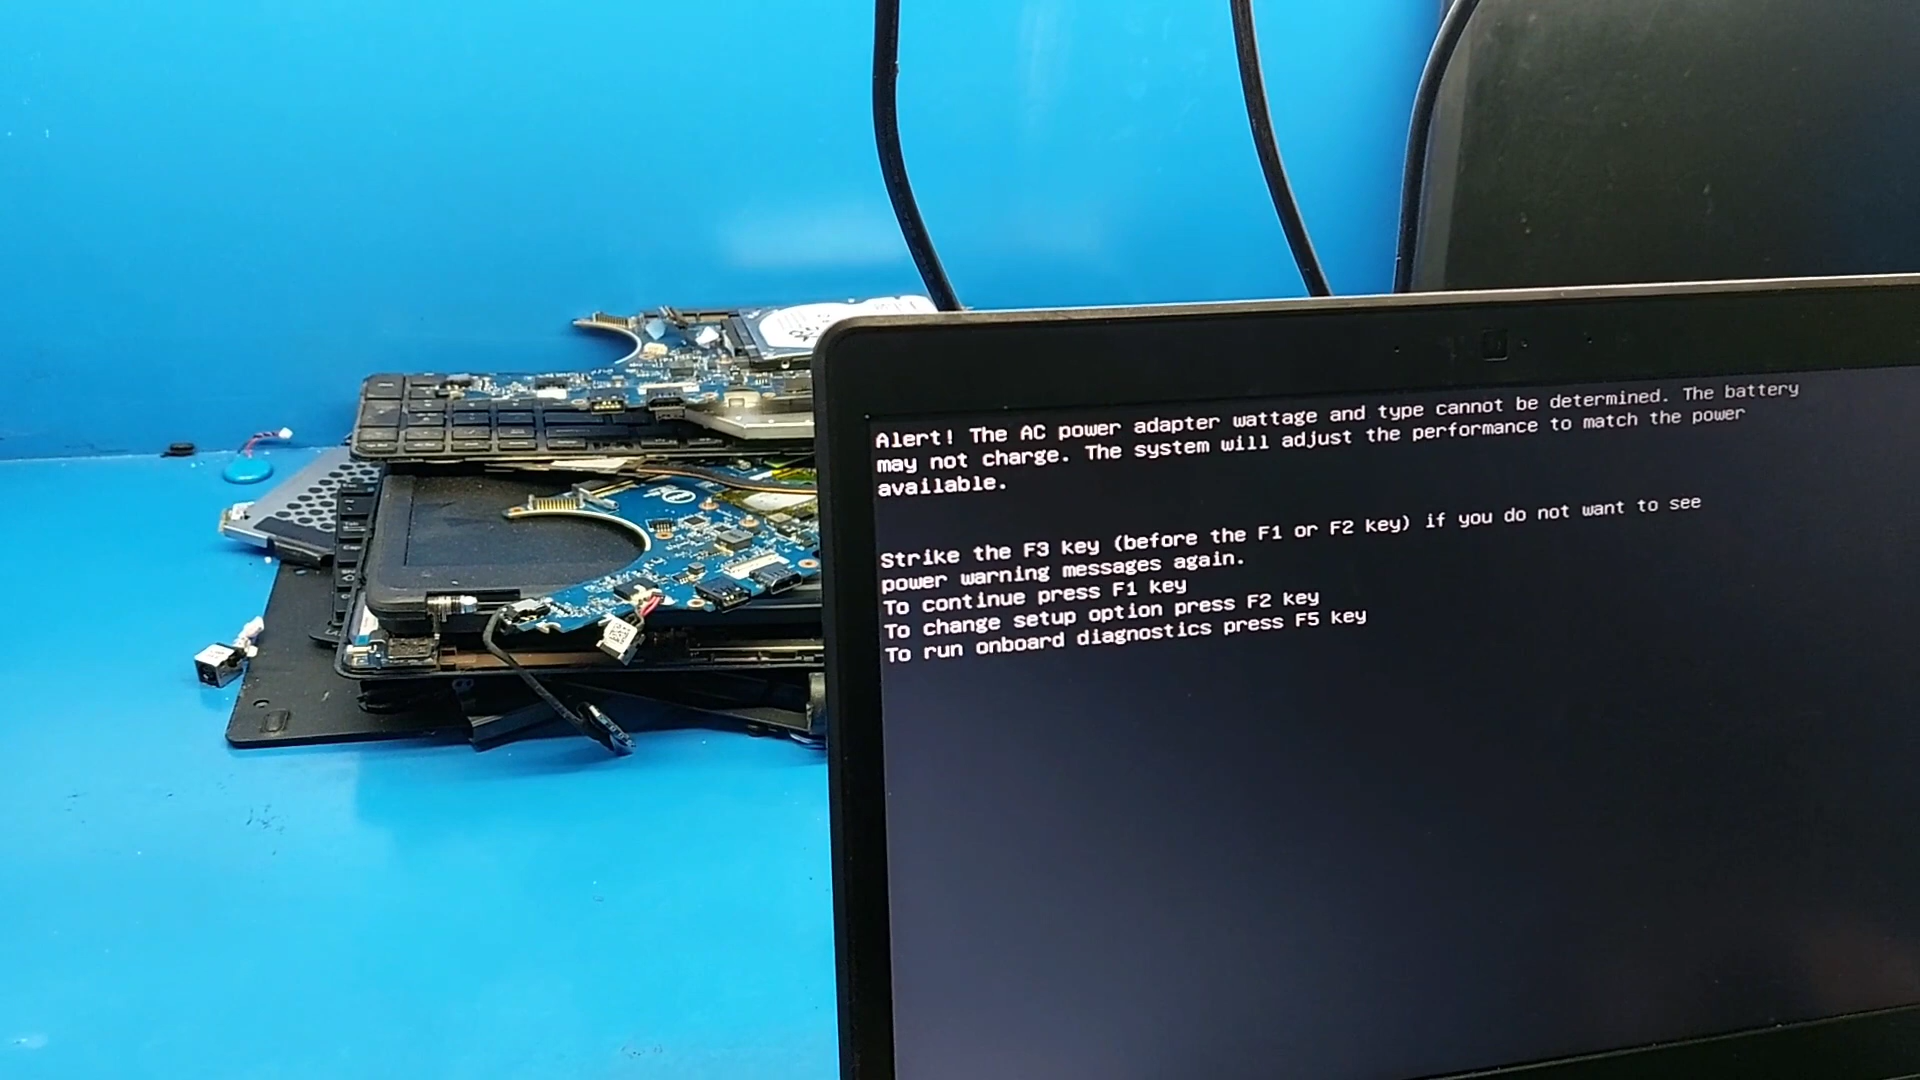 Alert! The AC power adapter wattage and type cannot be determined. The battery
may not charge. The system will adjust the performance to match the power
available.
Strike the F3 key (before the F1 or F2 key) if you do not want to see
power warning messages again.
To continue press F1 key
To change setup option press F2 key
To run onboard diagnostics press F5 key